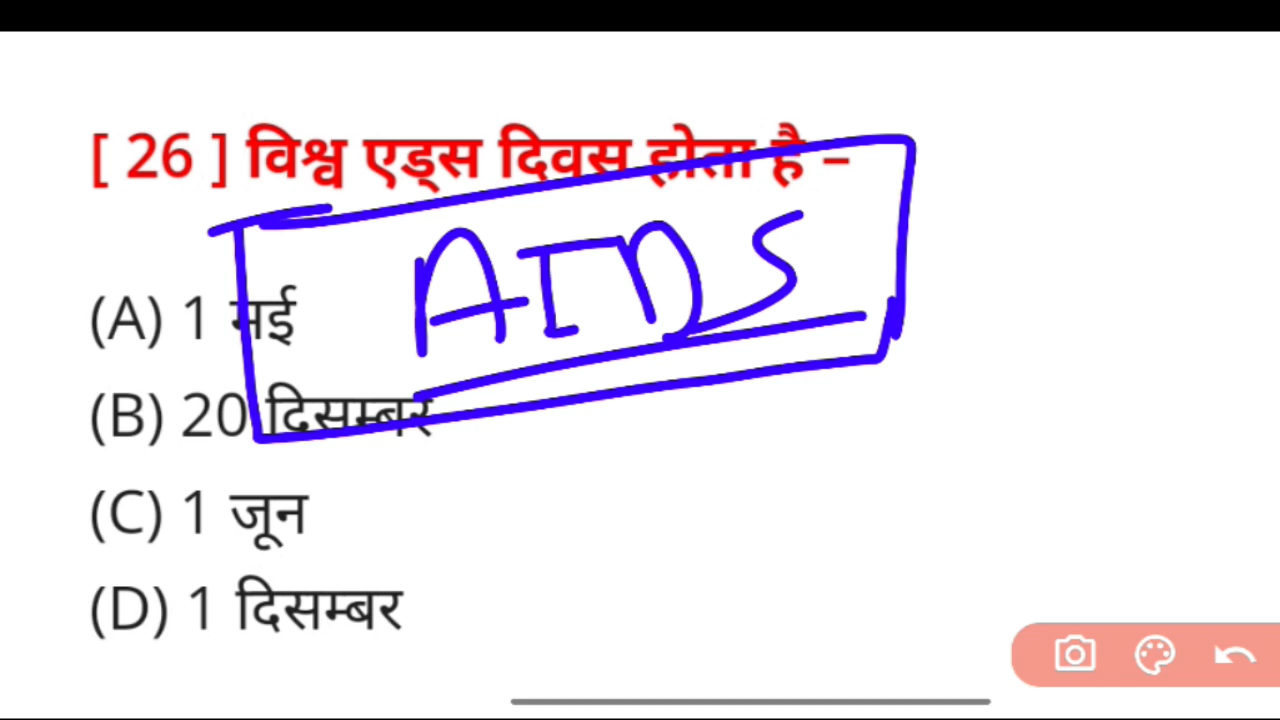 [ 26 ] विश्व एड्स दिवस होता है –
AIDS
(A) 1 मई
(B) 20 दिसम्बर
(C) 1 जून
(D) 1 दिसम्बर